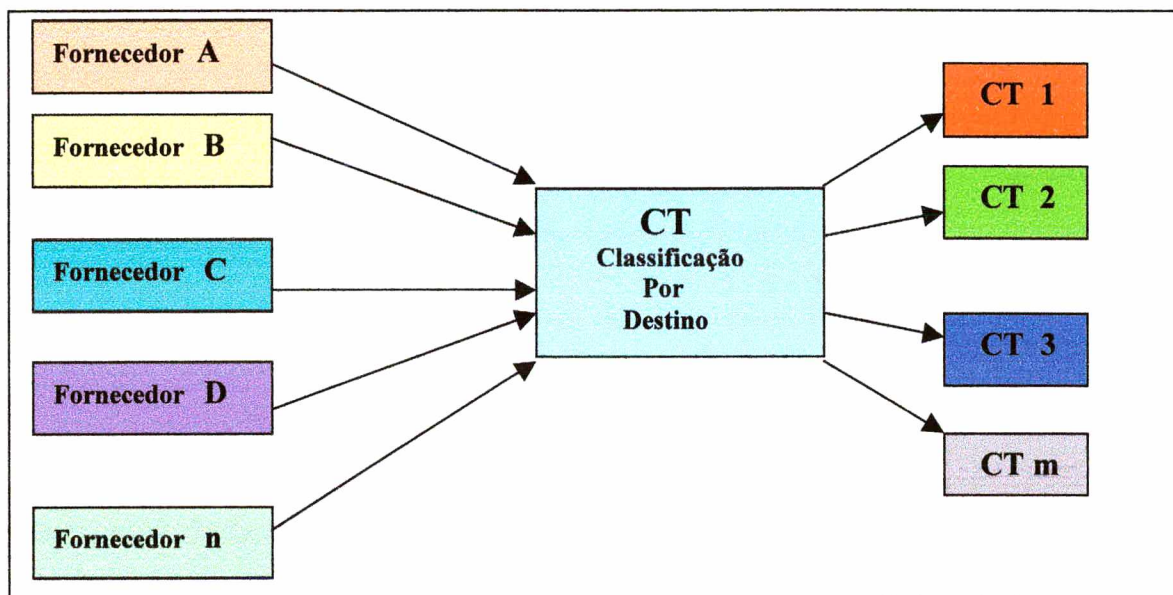 Fornecedor A
Fornecedor B
Fornecedor C
Fornecedor D
Fornecedor n
CT
Classificação
Por
Destino
CT 1
CT 2
CT 3
CT m